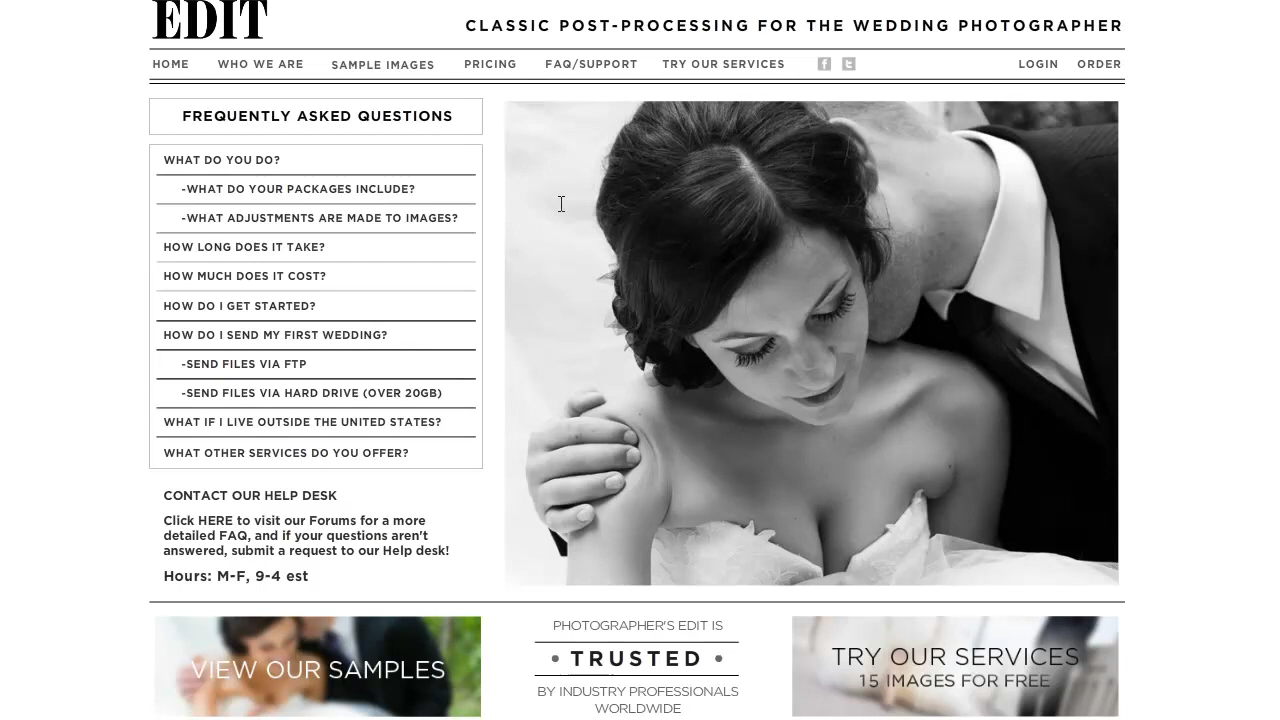 EDIT
CLASSIC POST-PROCESSING FOR THE WEDDING PHOTOGRAPHER
HOME WHO WE ARE SAMPLE IMAGES PRICING FAQ/SUPPORT TRY OUR SERVICES f t LOGIN ORDER
FREQUENTLY ASKED QUESTIONS
WHAT DO YOU DO?
-WHAT DO YOUR PACKAGES INCLUDE?
-WHAT ADJUSTMENTS ARE MADE TO IMAGES?
HOW LONG DOES IT TAKE?
HOW MUCH DOES IT COST?
HOW DO I GET STARTED?
HOW DO I SEND MY FIRST WEDDING?
-SEND FILES VIA FTP
-SEND FILES VIA HARD DRIVE (OVER 20GB)
WHAT IF I LIVE OUTSIDE THE UNITED STATES?
WHAT OTHER SERVICES DO YOU OFFER?
CONTACT OUR HELP DESK
Click HERE to visit our Forums for a more
detailed FAQ, and if your questions aren't
answered, submit a request to our Help desk!
Hours: M-F, 9-4 est
VIEW OUR SAMPLES
PHOTOGRAPHER'S EDIT IS
• TRUSTED •
BY INDUSTRY PROFESSIONALS
WORLDWIDE
TRY OUR SERVICES
15 IMAGES FOR FREE